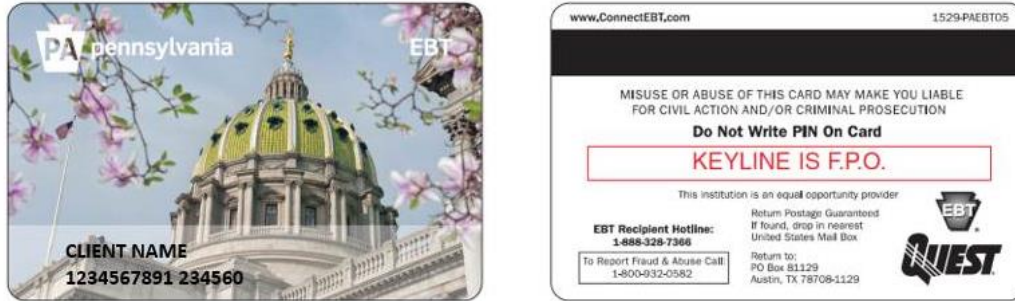 PA pennsylvania
EBT
CLIENT NAME
1234567891 234560
www.ConnectEBT.com
1529-PAEBT05
MISUSE OR ABUSE OF THIS CARD MAY MAKE YOU LIABLE
FOR CIVIL ACTION AND/OR CRIMINAL PROSECUTION
Do Not Write PIN On Card
KEYLINE IS F.P.O.
This institution is an equal opportunity provider
EBT Recipient Hotline:
1-888-328-7366
To Report Fraud & Abuse Call:
1-800-932-0582
Return Postage Guaranteed
If found, drop in nearest
United States Mail Box
Return to:
PO Box 81129
Austin, TX 78708-1129
EBT
QUEST